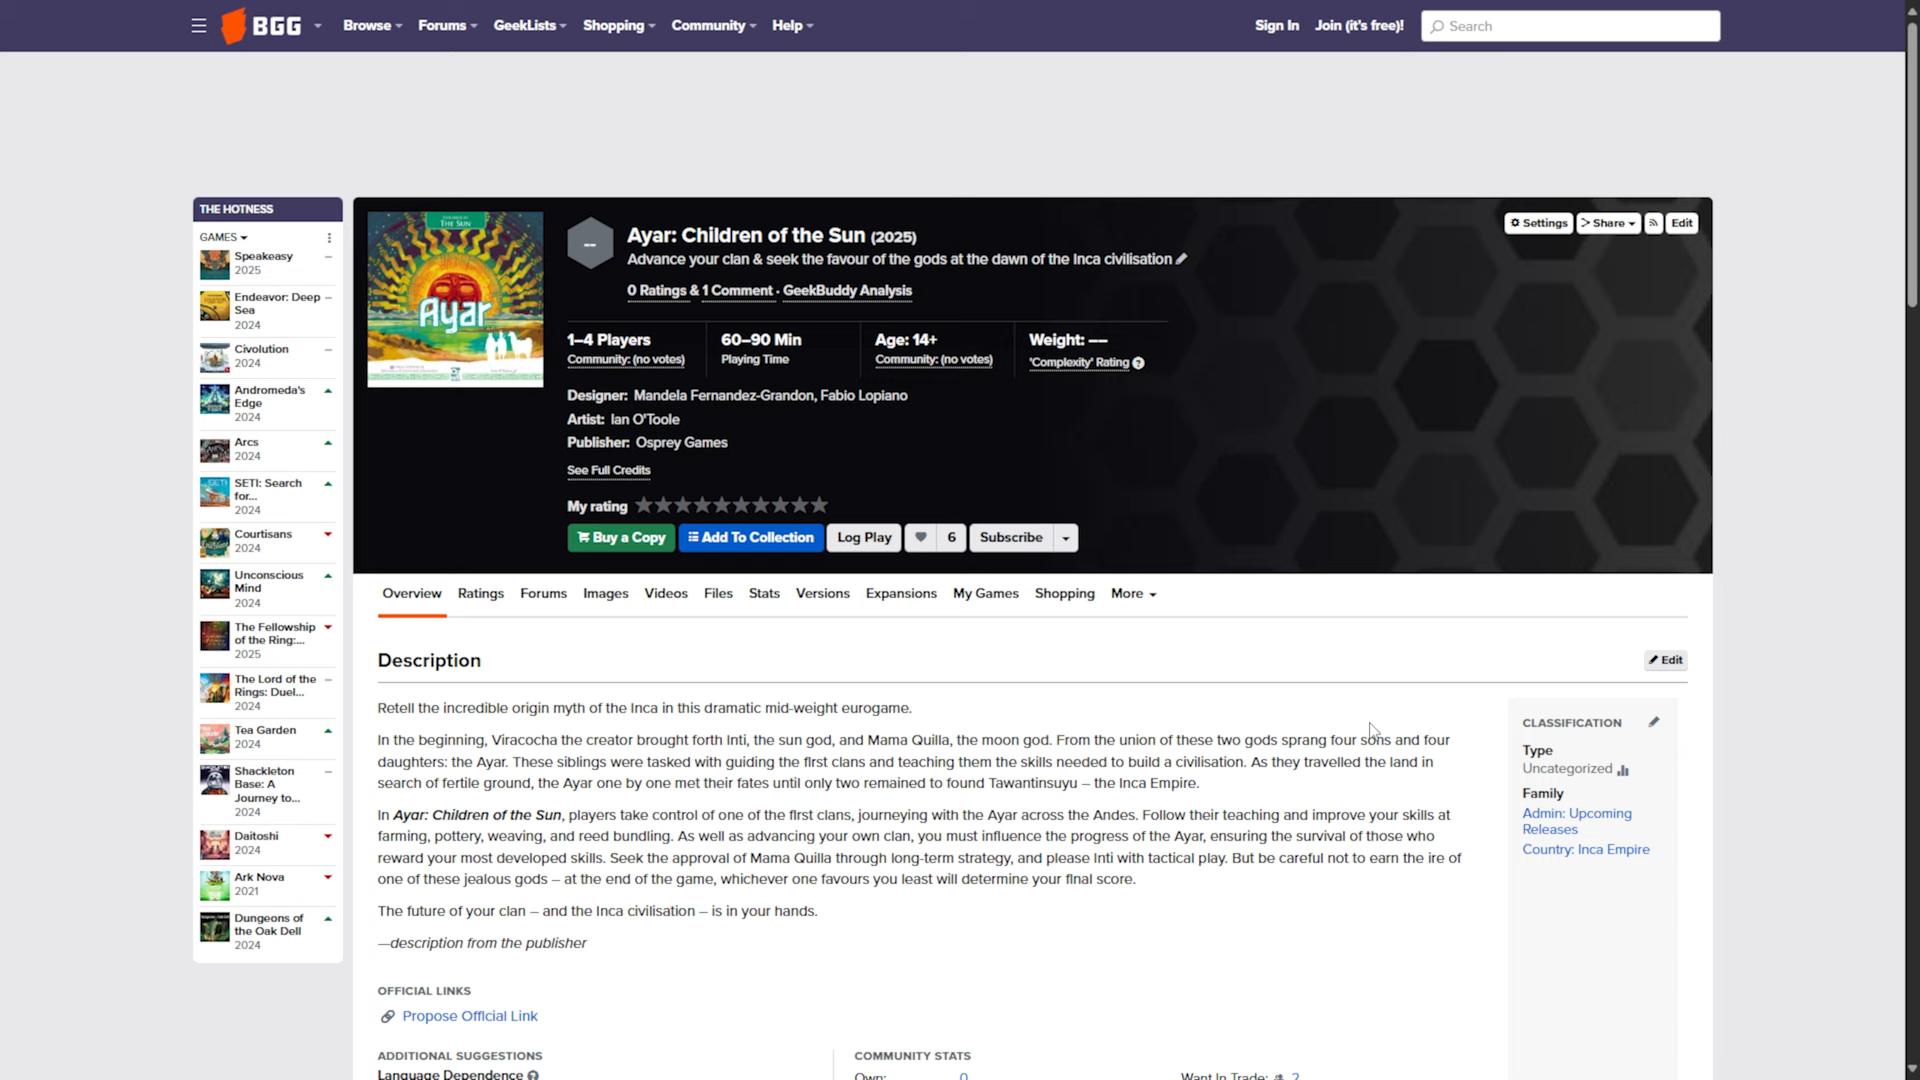 BGG
Browse
Forums
GeekLists
Shopping
Community
Help
Sign In
Join (it's free)!
Search
THE HOTNESS
GAMES
Speakeasy
2025
Endeavor: Deep
Sea
2024
Civolution
2024
Andromeda's
Edge
2024
Arcs
2024
SETI: Search
for...
2024
Courtisans
2024
Unconscious
Mind
2024
The Fellowship
of the Ring:...
2025
The Lord of the
Rings: Duel...
2024
Tea Garden
2024
Shackleton
Base: A
Journey to...
2024
Daitoshi
2024
Ark Nova
2021
Dungeons of
the Oak Dell
2024
THE SUN
Ayar
--
Ayar: Children of the Sun (2025)
Advance your clan & seek the favour of the gods at the dawn of the Inca civilisation
0 Ratings & 1 Comment · GeekBuddy Analysis
Settings
Share
Edit
1–4 Players
Community: (no votes)
60–90 Min
Playing Time
Age: 14+
Community: (no votes)
Weight: --
'Complexity' Rating
Designer: Mandela Fernandez-Grandon, Fabio Lopiano
Artist: Ian O'Toole
Publisher: Osprey Games
See Full Credits
My rating
Buy a Copy
Add To Collection
Log Play
6
Subscribe
Overview
Ratings
Forums
Images
Videos
Files
Stats
Versions
Expansions
My Games
Shopping
More
Description
Edit
Retell the incredible origin myth of the Inca in this dramatic mid-weight eurogame.
In the beginning, Viracocha the creator brought forth Inti, the sun god, and Mama Quilla, the moon god. From the union of these two gods sprang four sons and four
daughters: the Ayar. These siblings were tasked with guiding the first clans and teaching them the skills needed to build a civilisation. As they travelled the land in
search of fertile ground, the Ayar one by one met their fates until only two remained to found Tawantinsuyu – the Inca Empire.
In Ayar: Children of the Sun, players take control of one of the first clans, journeying with the Ayar across the Andes. Follow their teaching and improve your skills at
farming, pottery, weaving, and reed bundling. As well as advancing your own clan, you must influence the progress of the Ayar, ensuring the survival of those who
reward your most developed skills. Seek the approval of Mama Quilla through long-term strategy, and please Inti with tactical play. But be careful not to earn the ire of
one of these jealous gods – at the end of the game, whichever one favours you least will determine your final score.
The future of your clan – and the Inca civilisation – is in your hands.
—description from the publisher
CLASSIFICATION
Type
Uncategorized
Family
Admin: Upcoming
Releases
Country: Inca Empire
OFFICIAL LINKS
Propose Official Link
ADDITIONAL SUGGESTIONS
Language Dependence
COMMUNITY STATS
Own: 0
Want In Trade: 2